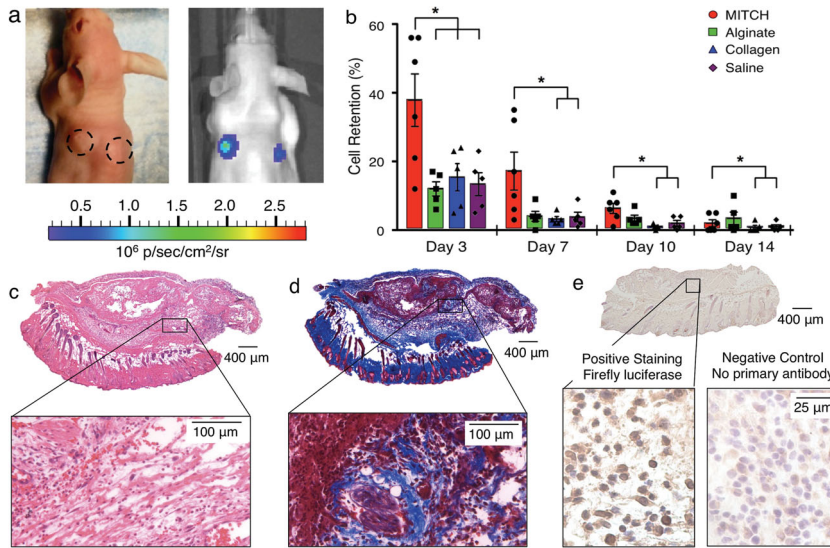 a
0.5 1.0 1.5 2.0 2.5
10⁶ p/sec/cm²/sr
b
Cell Retention (%)
60
40
20
0
*
*
*
*
Day 3 Day 7 Day 10 Day 14
MITCH
Alginate
Collagen
Saline
c
400 μm
100 μm
d
400 μm
100 μm
e
400 μm
Positive Staining
Firefly luciferase
Negative Control
No primary antibody
25 μm